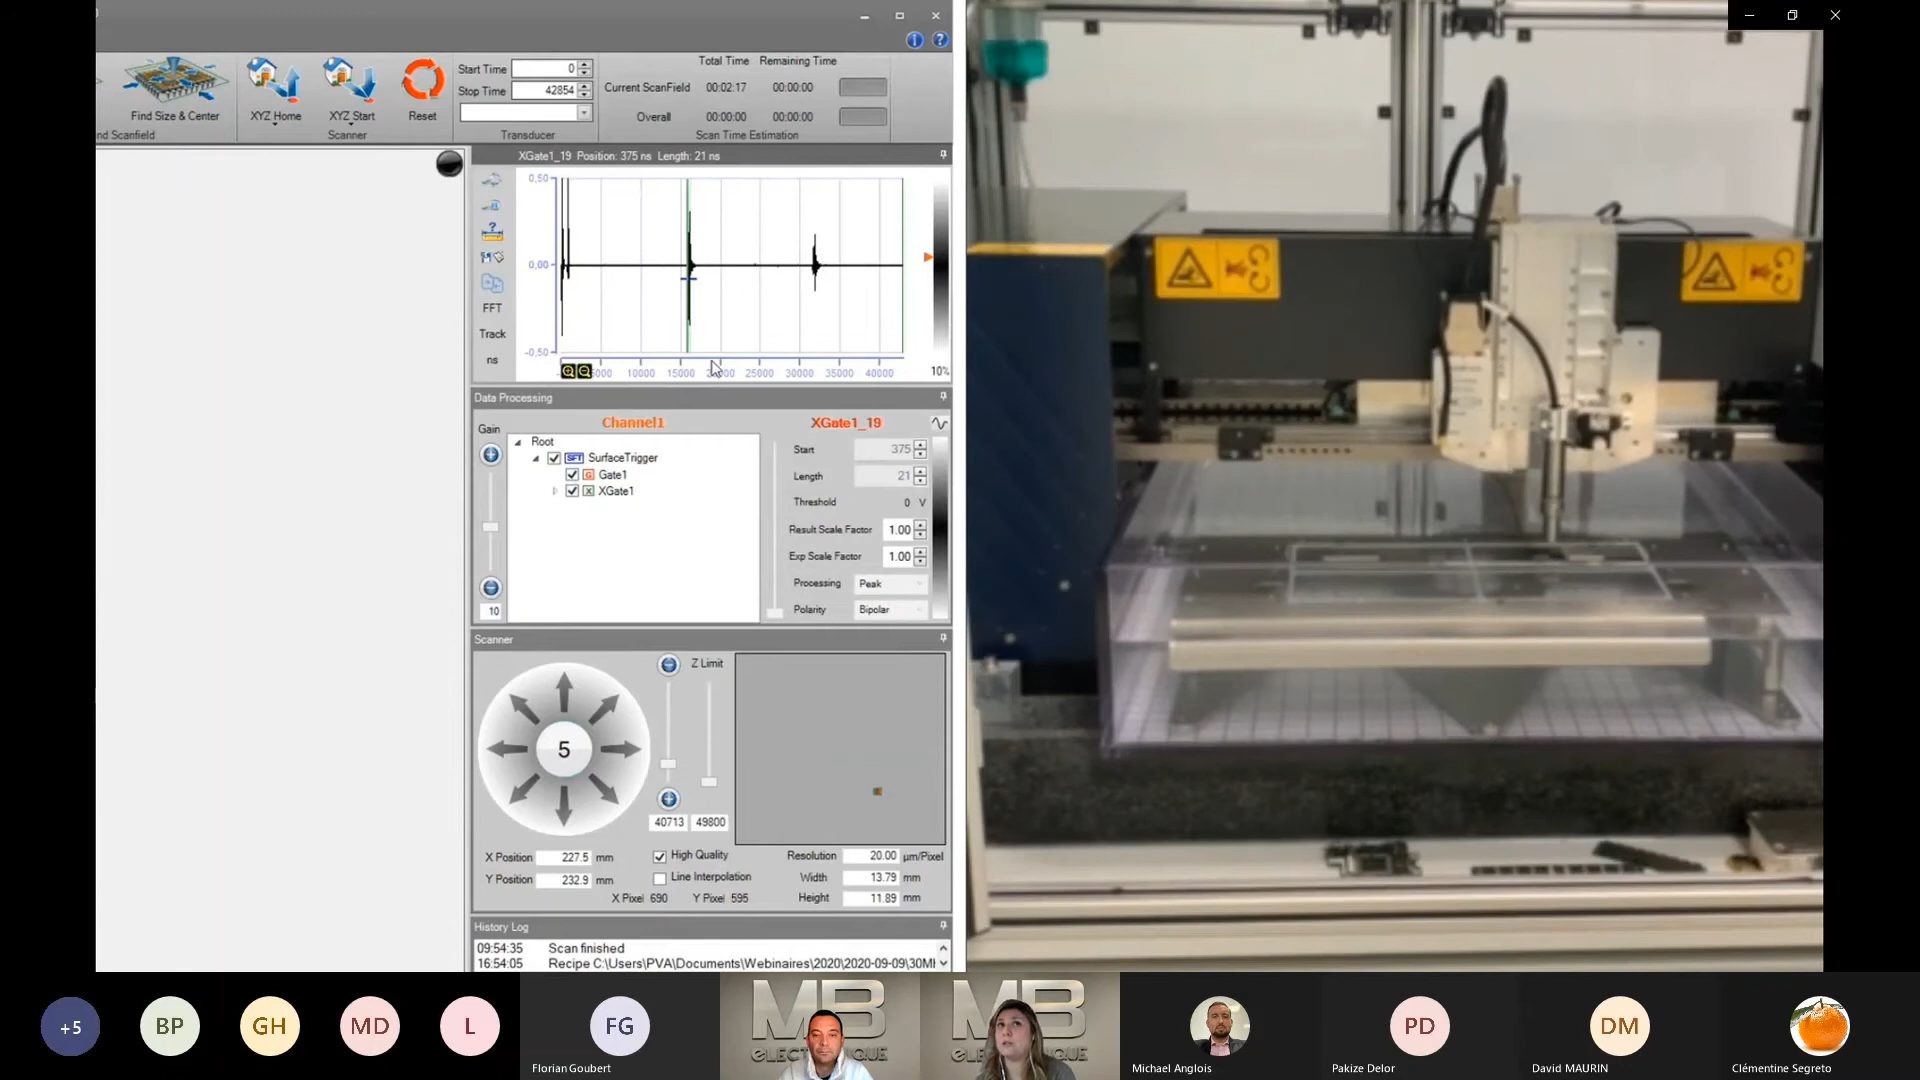 Total Time Remaining Time
Start Time 0
Current ScanField 00:02:17 00:00:00
Stop Time 42854
Find Size & Center XYZ Home XYZ Start Reset
Overall 00:00:00 00:00:00
nd Scanfield Scanner Transducer Scan Time Estimation
XGate1_19 Position: 375 ns Length: 21 ns
0,50
0,00
-0,50
FFT
Track
ns
10000 15000 25000 30000 35000 40000
10%
Data Processing
Gain
Channel1
XGate1_19
Root
SurfaceTrigger
Gate1
XGate1
10
Start 375
Length 21
Threshold 0 V
Result Scale Factor 1.00
Exp Scale Factor 1.00
Processing Peak
Polarity Bipolar
Scanner
Z Limit
5
40713 49800
X Position 227.5 mm
High Quality
Resolution 20.00 µm/Pixel
Y Position 232.9 mm
Line Interpolation
Width 13.79 mm
X Pixel 690 Y Pixel 595
Height 11.89 mm
History Log
09:54:35 Scan finished
16:54:05 Recipe C:\Users\PVA\Documents\Webinaires\2020\2020-09-09\30M
+5
BP
GH
MD
L
FG
Florian Goubert
MB
MB
Michael Anglois
PD
Pakize Delor
DM
David MAURIN
Clémentine Segreto